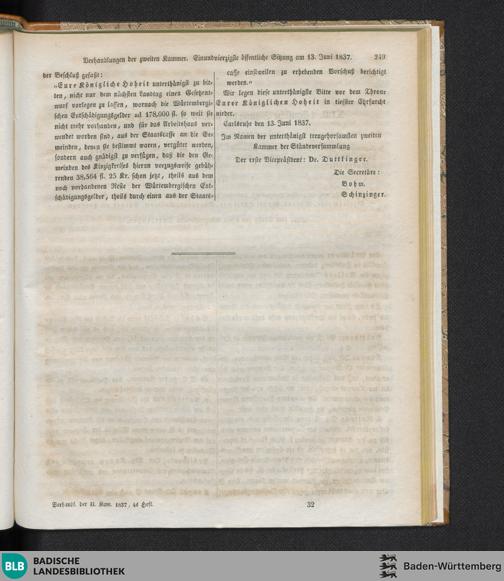 Verhandlungen der zweiten Kammer. Einundvierzigste öffentliche Sitzung am 13. Juni 1837. 249
der Beschluß gefaßt:
„Eure Königliche Hoheit unterthänigst zu bit-
ten, nicht nur dem nächsten Landtag einen Gesetzent-
wurf vorlegen zu lassen, wornach die Würtembergi-
schen Entschädigungsgelder ad 178,000 fl. so weit sie
nicht mehr vorhanden, und für das Arbeitshaus ver-
wendet worden sind, aus der Staatscasse an die Ge-
meinden, denen sie bestimmt waren, vergütet werden,
sondern auch gnädigst zu verfügen, daß die den Ge-
meinden des Kinzigkreises hieran vorzugsweise gebüh-
renden 38,564 fl. 25 Kr. schon jetzt, theils aus dem
noch vorhandenen Reste der Würtembergischen Ent-
schädigungsgelder, theils durch einen aus der Staats-
casse einstweilen zu erhebenden Vorschuß berichtigt
werden.“
Wir legen diese unterthänigste Bitte vor dem Throne
Eurer Königlichen Hoheit in tiefster Ehrfurcht
nieder.
Carlsruhe den 13. Juni 1837.
Im Namen der unterthänigst treugehorsamsten zweiten
Kammer der Ständeversammlung
Der erste Vicepräsident: Dr. Duttlinger.
Die Secretäre:
Bohm.
Schinzinger.
Verhandl. der II. Kam. 1837, 4s Heft. 32
BLB BADISCHE
LANDESBIBLIOTHEK
Baden-Württemberg